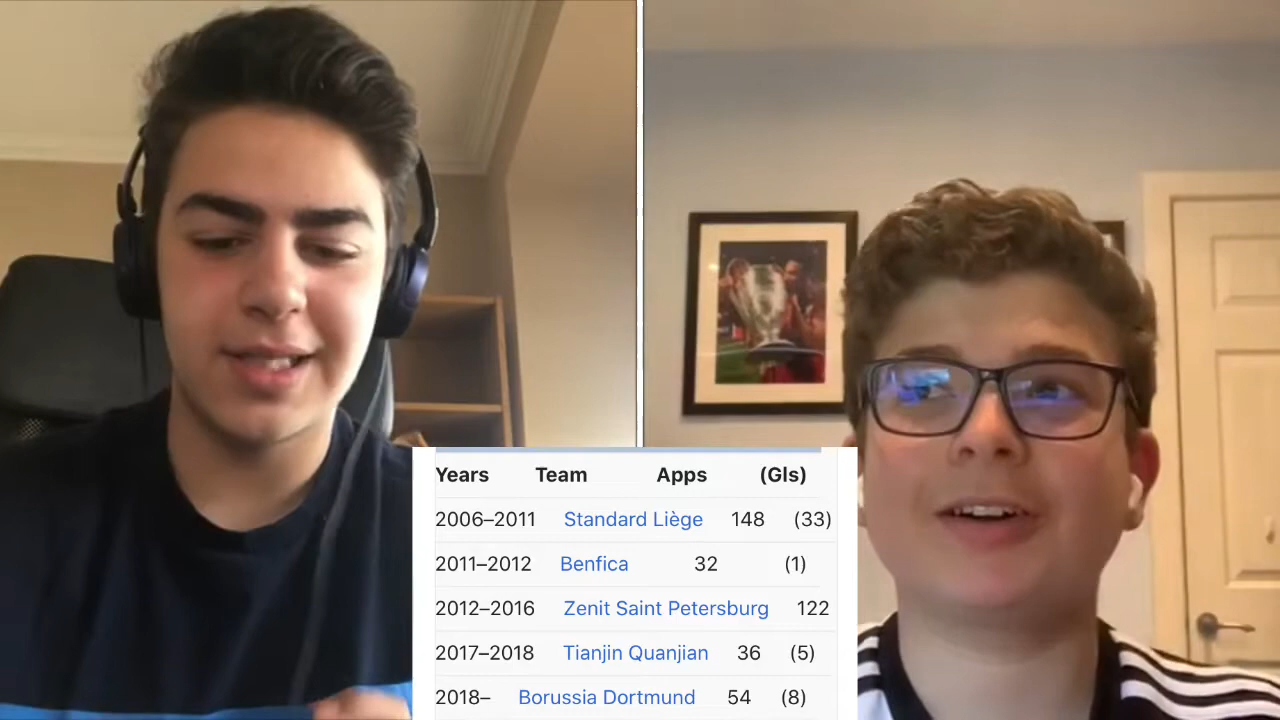 Years Team Apps (Gls)
2006–2011 Standard Liège 148 (33)
2011–2012 Benfica 32 (1)
2012–2016 Zenit Saint Petersburg 122
2017–2018 Tianjin Quanjian 36 (5)
2018– Borussia Dortmund 54 (8)